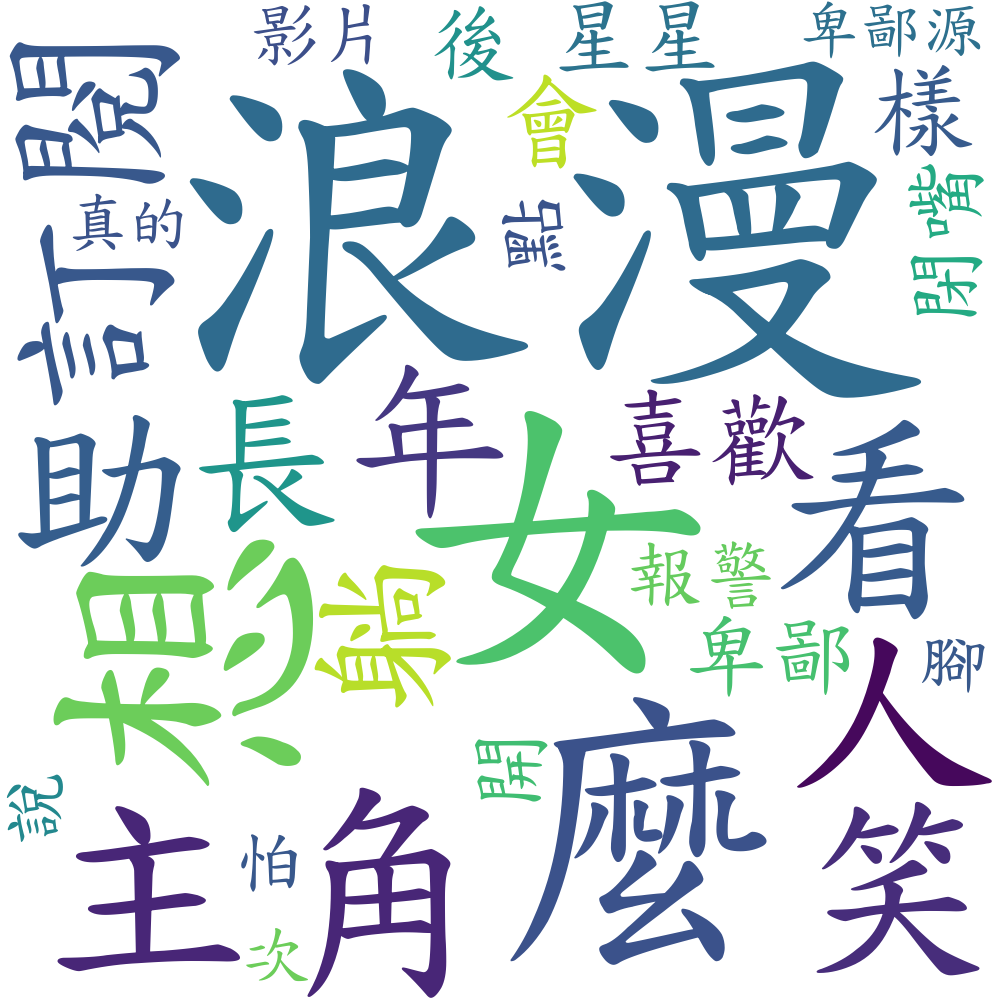 影片
後
星星
卑鄙源
訂閱
浪漫
會
樣
真的
點
閉嘴
助
長
年
喜歡
看
女
想
躺
報警
卑鄙
人
腳
麼
開
說
主角
怕
笑
次